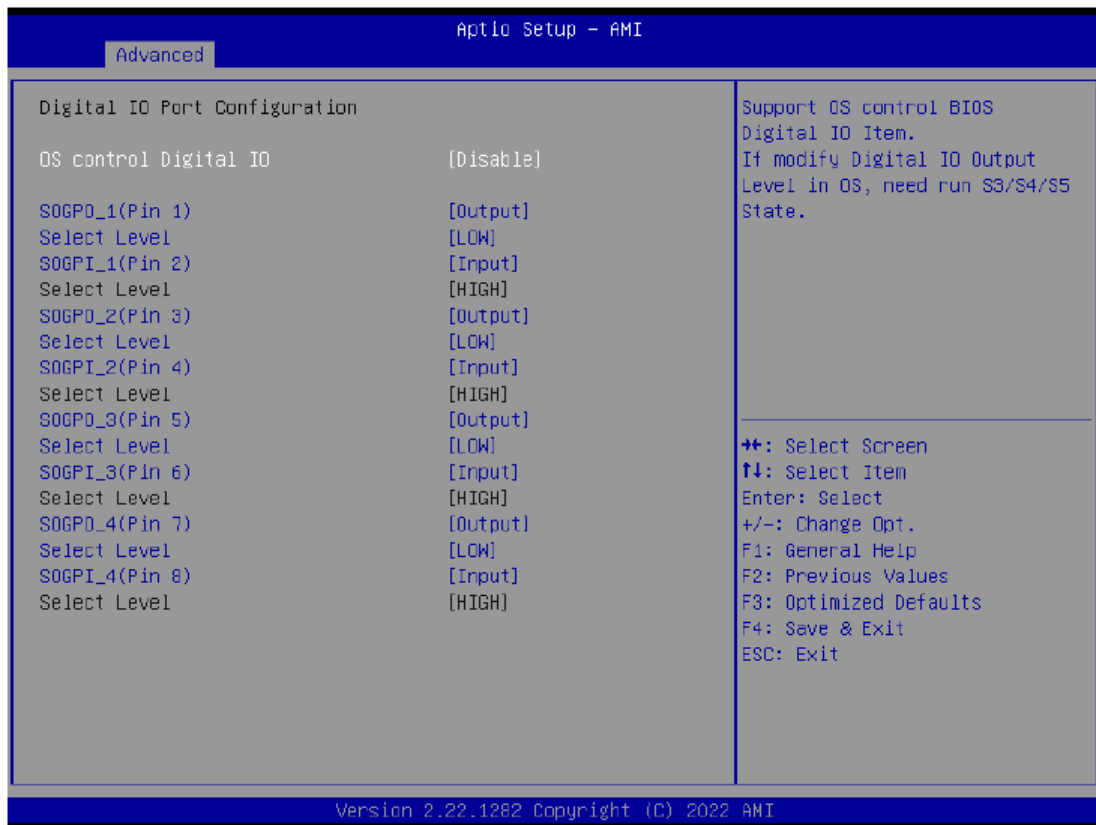 Aptio Setup – AMI
Advanced
Digital IO Port Configuration
OS control Digital IO [Disable]
SOGPO_1(Pin 1) [Output]
Select Level [LOW]
SOGPI_1(Pin 2) [Input]
Select Level [HIGH]
SOGPO_2(Pin 3) [Output]
Select Level [LOW]
SOGPI_2(Pin 4) [Input]
Select Level [HIGH]
SOGPO_3(Pin 5) [Output]
Select Level [LOW]
SOGPI_3(Pin 6) [Input]
Select Level [HIGH]
SOGPO_4(Pin 7) [Output]
Select Level [LOW]
SOGPI_4(Pin 8) [Input]
Select Level [HIGH]
Support OS control BIOS
Digital IO Item.
If modify Digital IO Output
Level in OS, need run S3/S4/S5
State.
→←: Select Screen
↑↓: Select Item
Enter: Select
+/-: Change Opt.
F1: General Help
F2: Previous Values
F3: Optimized Defaults
F4: Save & Exit
ESC: Exit
Version 2.22.1282 Copyright (C) 2022 AMI